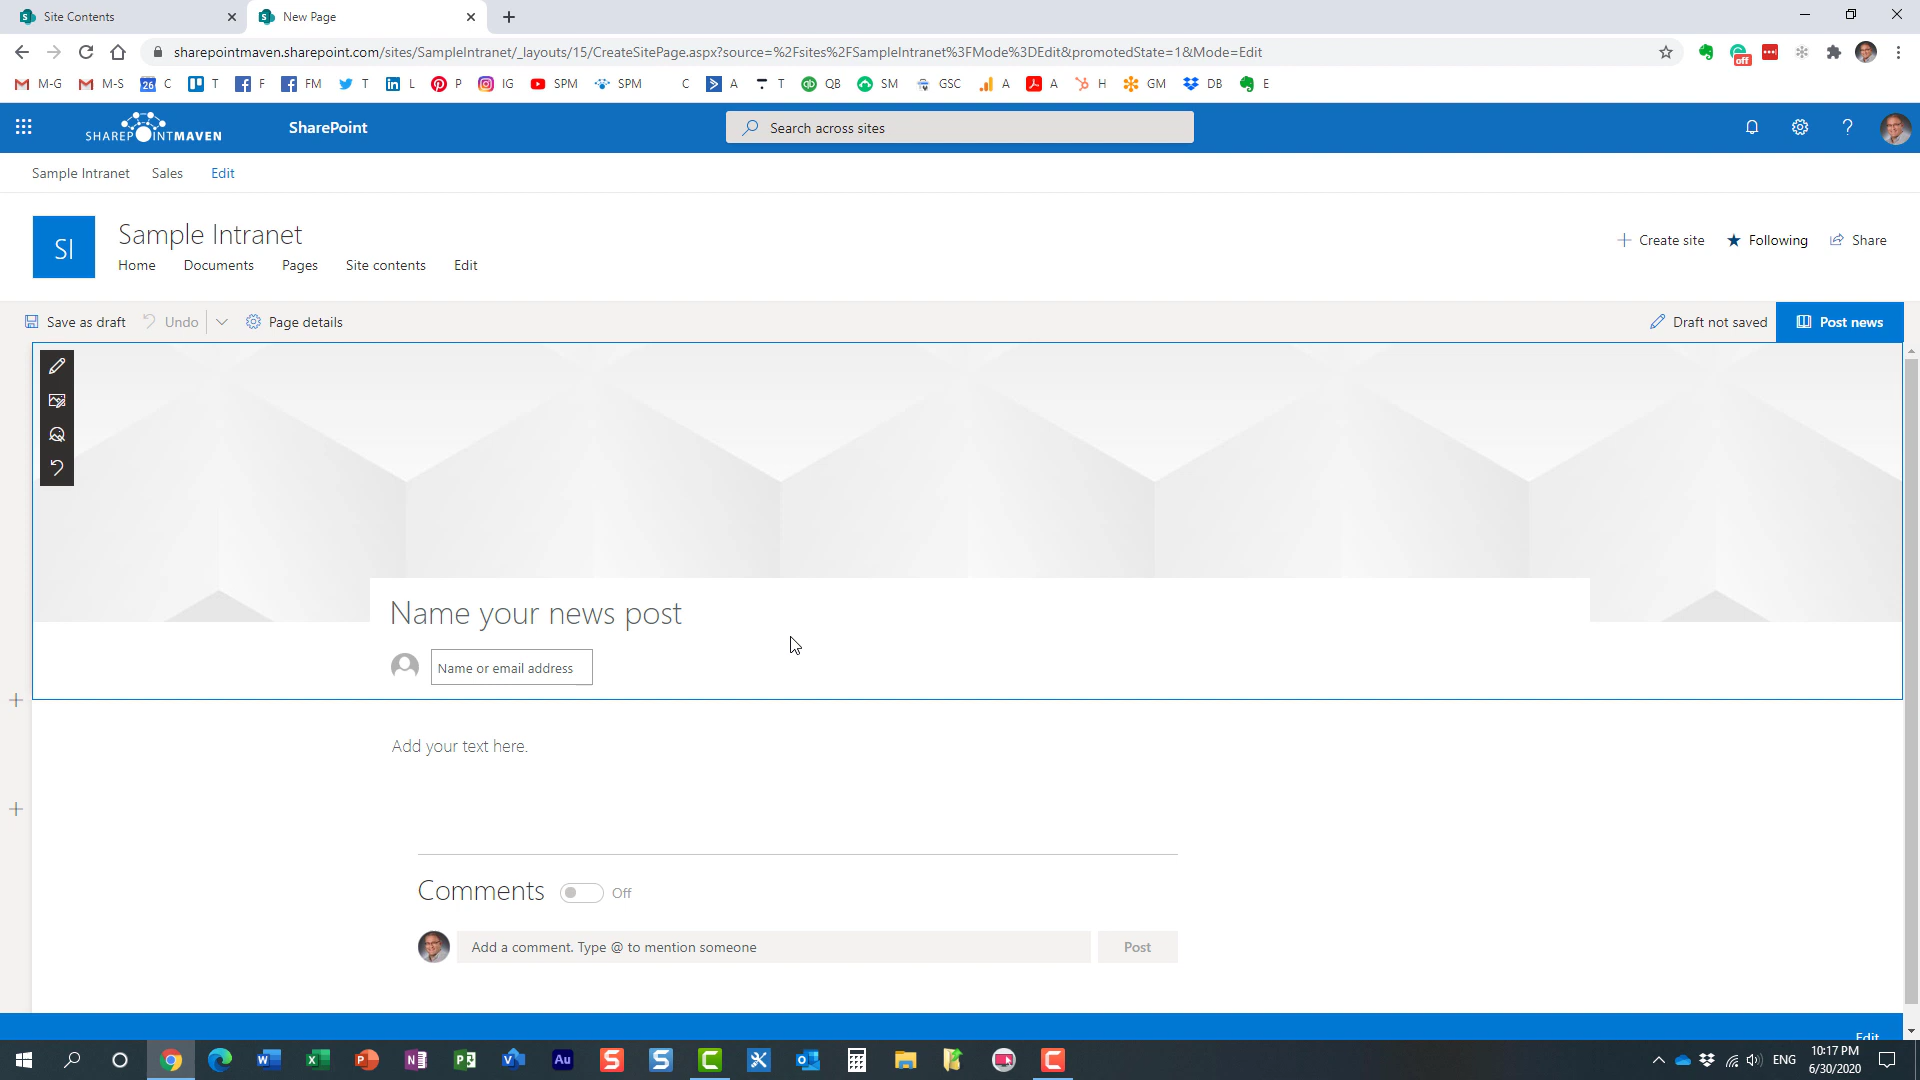 Site Contents
New Page
sharepointmaven.sharepoint.com/sites/SampleIntranet/_layouts/15/CreateSitePage.aspx?source=%2Fsites%2FSampleIntranet%3FMode%3DEdit&promotedState=1&Mode=Edit
off
M-G M-S 26 C T F FM T L P IG SPM SPM C A T QB SM GSC A A H GM DB E
SHAREPOINTMAVEN
SharePoint
Search across sites
Sample Intranet Sales Edit
SI
Sample Intranet
Home Documents Pages Site contents Edit
Create site Following Share
Save as draft Undo Page details
Draft not saved Post news
Name your news post
Name or email address
Add your text here.
Comments Off
Add a comment. Type @ to mention someone
Post
Edit
Au
ENG
10:17 PM
6/30/2020